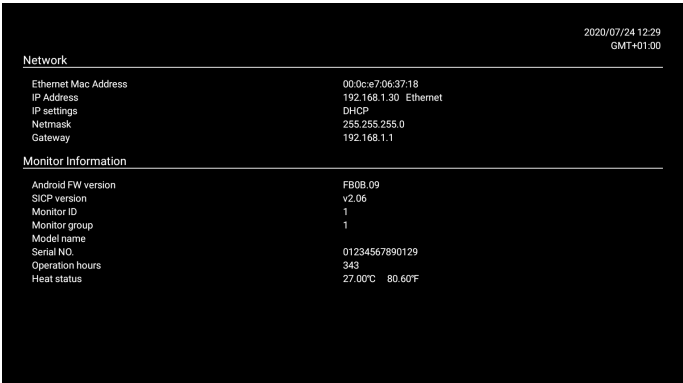 2020/07/24 12:29
GMT+01:00
Network
Ethernet Mac Address 00:0c:e7:06:37:18
IP Address 192.168.1.30 Ethernet
IP settings DHCP
Netmask 255.255.255.0
Gateway 192.168.1.1
Monitor Information
Android FW version FB0B.09
SICP version v2.06
Monitor ID 1
Monitor group 1
Model name
Serial NO. 01234567890129
Operation hours 343
Heat status 27.00℃ 80.60℉